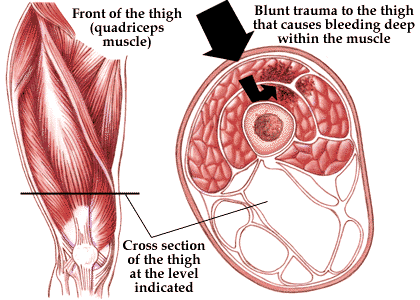 Front of the thigh
(quadriceps
muscle)
Blunt trauma to the thigh
that causes bleeding deep
within the muscle
Cross section
of the thigh
at the level
indicated